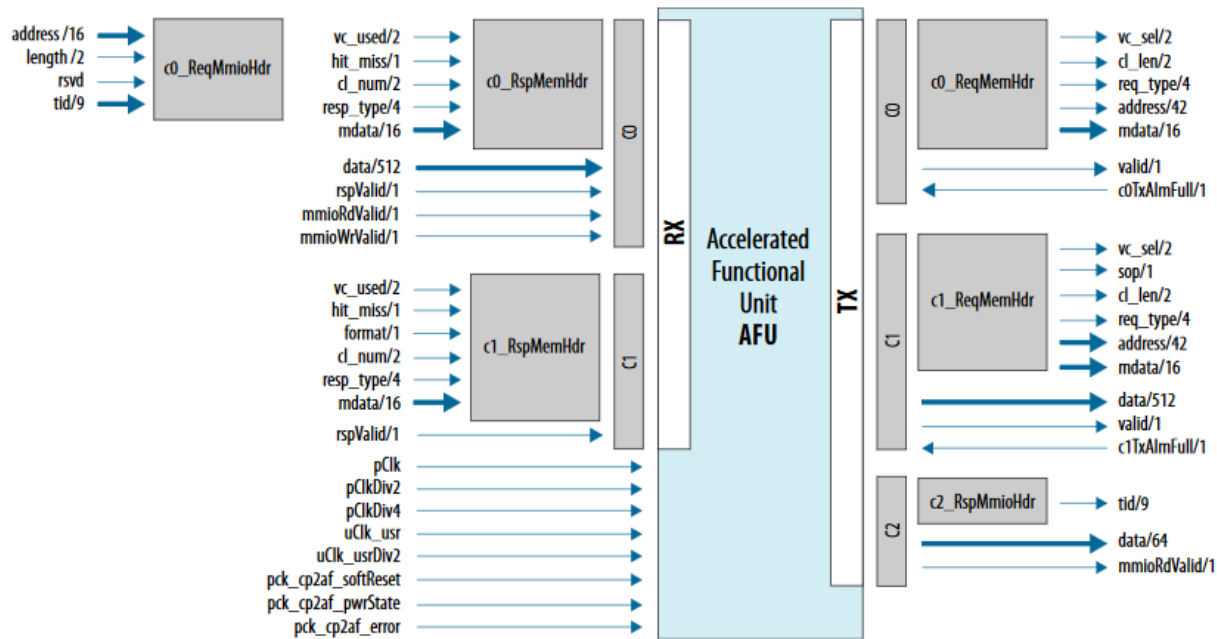 address /16
length /2
rsvd
tid/9
c0_ReqMmioHdr
vc_used/2
hit_miss/1
cl_num/2
resp_type/4
mdata/16
c0_RspMemHdr
data/512
rspValid/1
mmioRdValid/1
mmioWrValid/1
C0
vc_used/2
hit_miss/1
format/1
cl_num/2
resp_type/4
mdata/16
c1_RspMemHdr
rspValid/1
C1
pClk
pClkDiv2
pClkDiv4
uClk_usr
uClk_usrDiv2
pck_cp2af_softReset
pck_cp2af_pwrState
pck_cp2af_error
RX
Accelerated
Functional
Unit
AFU
TX
C0
c0_ReqMemHdr
vc_sel/2
cl_len/2
req_type/4
address/42
mdata/16
valid/1
c0TxAlmFull/1
C1
c1_ReqMemHdr
vc_sel/2
sop/1
cl_len/2
req_type/4
address/42
mdata/16
data/512
valid/1
c1TxAlmFull/1
C2
c2_RspMmioHdr
tid/9
data/64
mmioRdValid/1